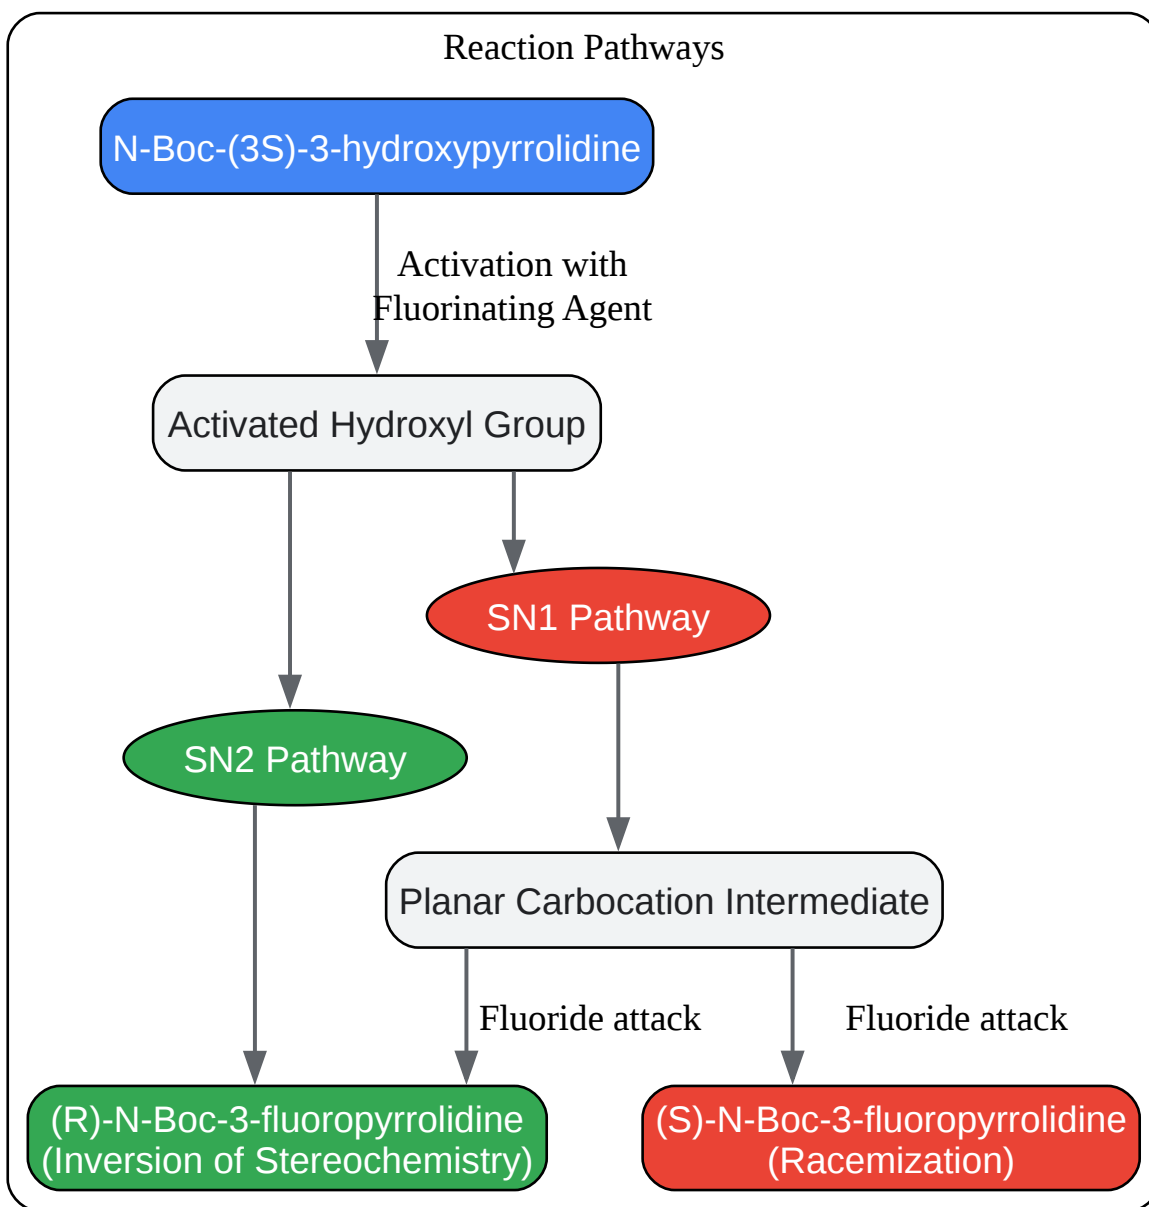 Reaction Pathways
N-Boc-(3S)-3-hydroxypyrrolidine
Activation with
Fluorinating Agent
Activated Hydroxyl Group
SN1 Pathway
SN2 Pathway
Planar Carbocation Intermediate
Fluoride attack
Fluoride attack
(R)-N-Boc-3-fluoropyrrolidine
(Inversion of Stereochemistry)
(S)-N-Boc-3-fluoropyrrolidine
(Racemization)